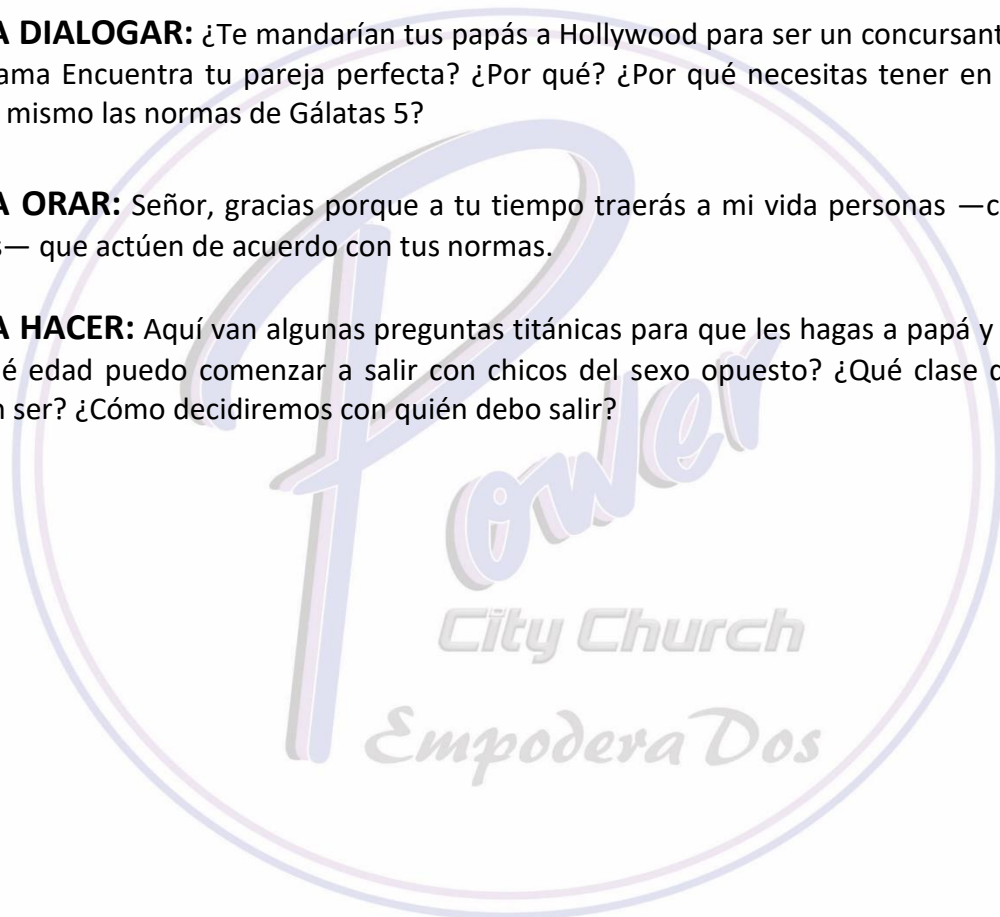 A DIALOGAR: ¿Te mandarían tus papás a Hollywood para ser un concursant
ama Encuentra tu pareja perfecta? ¿Por qué? ¿Por qué necesitas tener en
mismo las normas de Gálatas 5?
A ORAR: Señor, gracias porque a tu tiempo traerás a mi vida personas —c
s— que actúen de acuerdo con tus normas.
A HACER: Aquí van algunas preguntas titánicas para que les hagas a papá y
é edad puedo comenzar a salir con chicos del sexo opuesto? ¿Qué clase d
n ser? ¿Cómo decidiremos con quién debo salir?
Power
City Church
EmpoderaDos